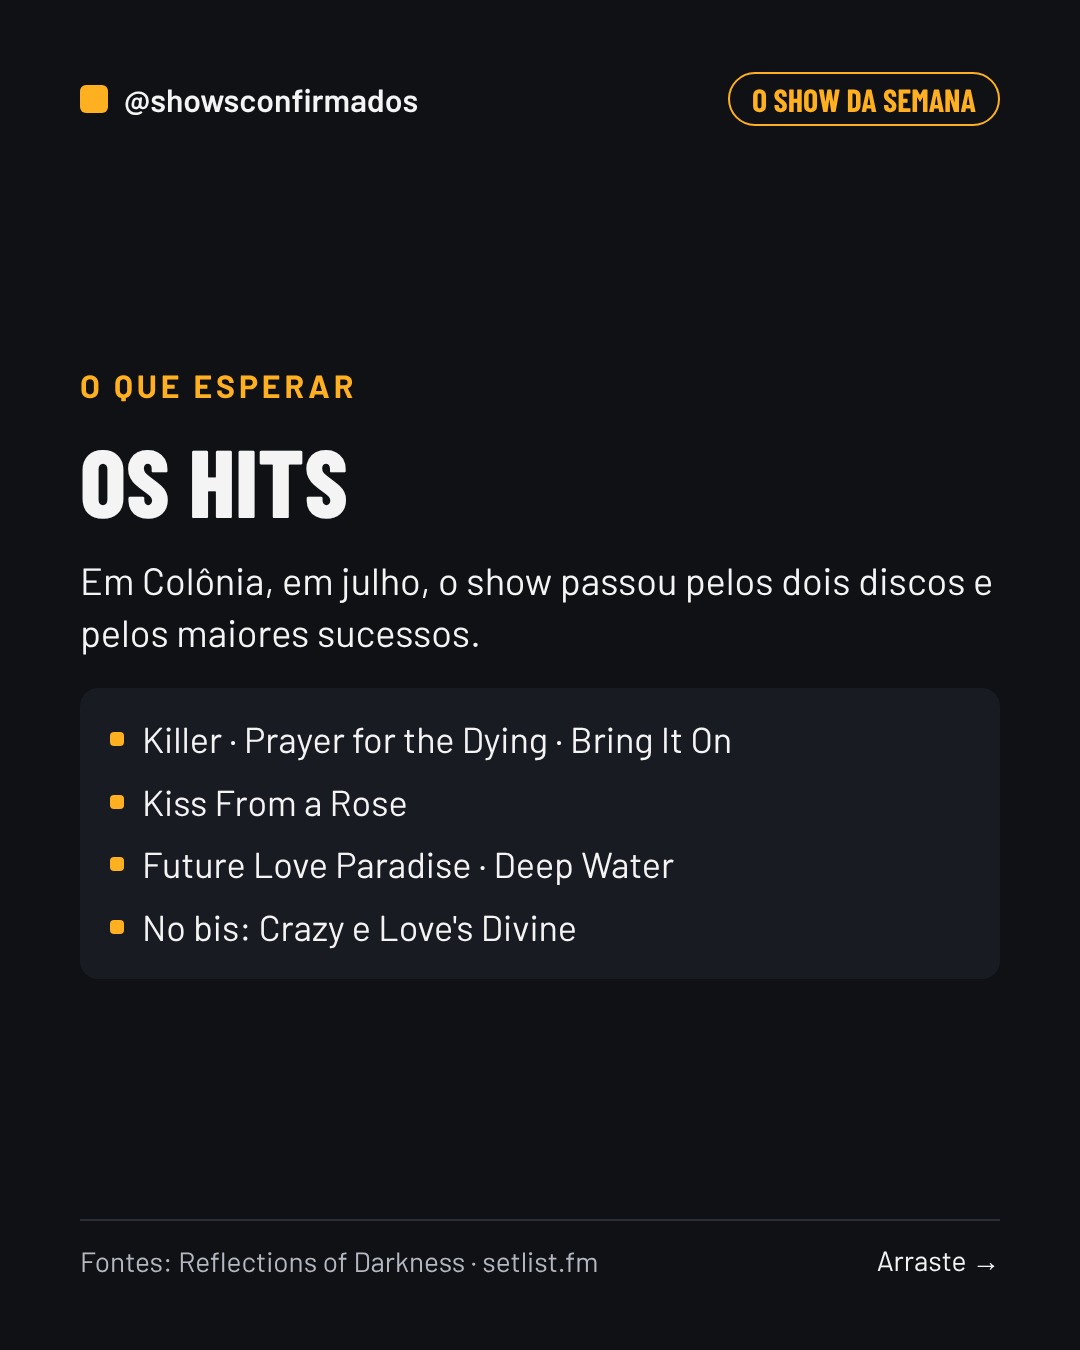 @showsconfirmados
O SHOW DA SEMANA
O QUE ESPERAR
OS HITS
Em Colônia, em julho, o show passou pelos dois discos e
pelos maiores sucessos.
Killer · Prayer for the Dying · Bring It On
Kiss From a Rose
Future Love Paradise · Deep Water
No bis: Crazy e Love's Divine
Fontes: Reflections of Darkness · setlist.fm
Arraste →